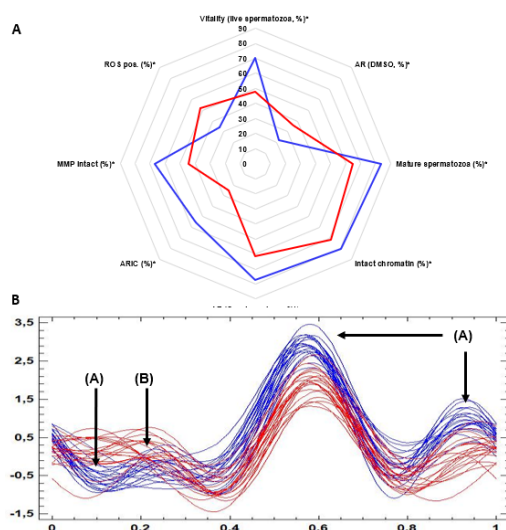 A
Vitality (live spermatozoa, %)*
90
80
70
60
50
40
30
20
10
0
AR (DMSO, %)*
Mature spermatozoa (%)*
Intact chromatin (%)*
ARIC (%)*
MMP intact (%)*
ROS pos. (%)*
B
3,5
2,5
1,5
0,5
-0,5
-1,5
0
0.2
0.4
0.6
0.8
1
(A)
(B)
(A)